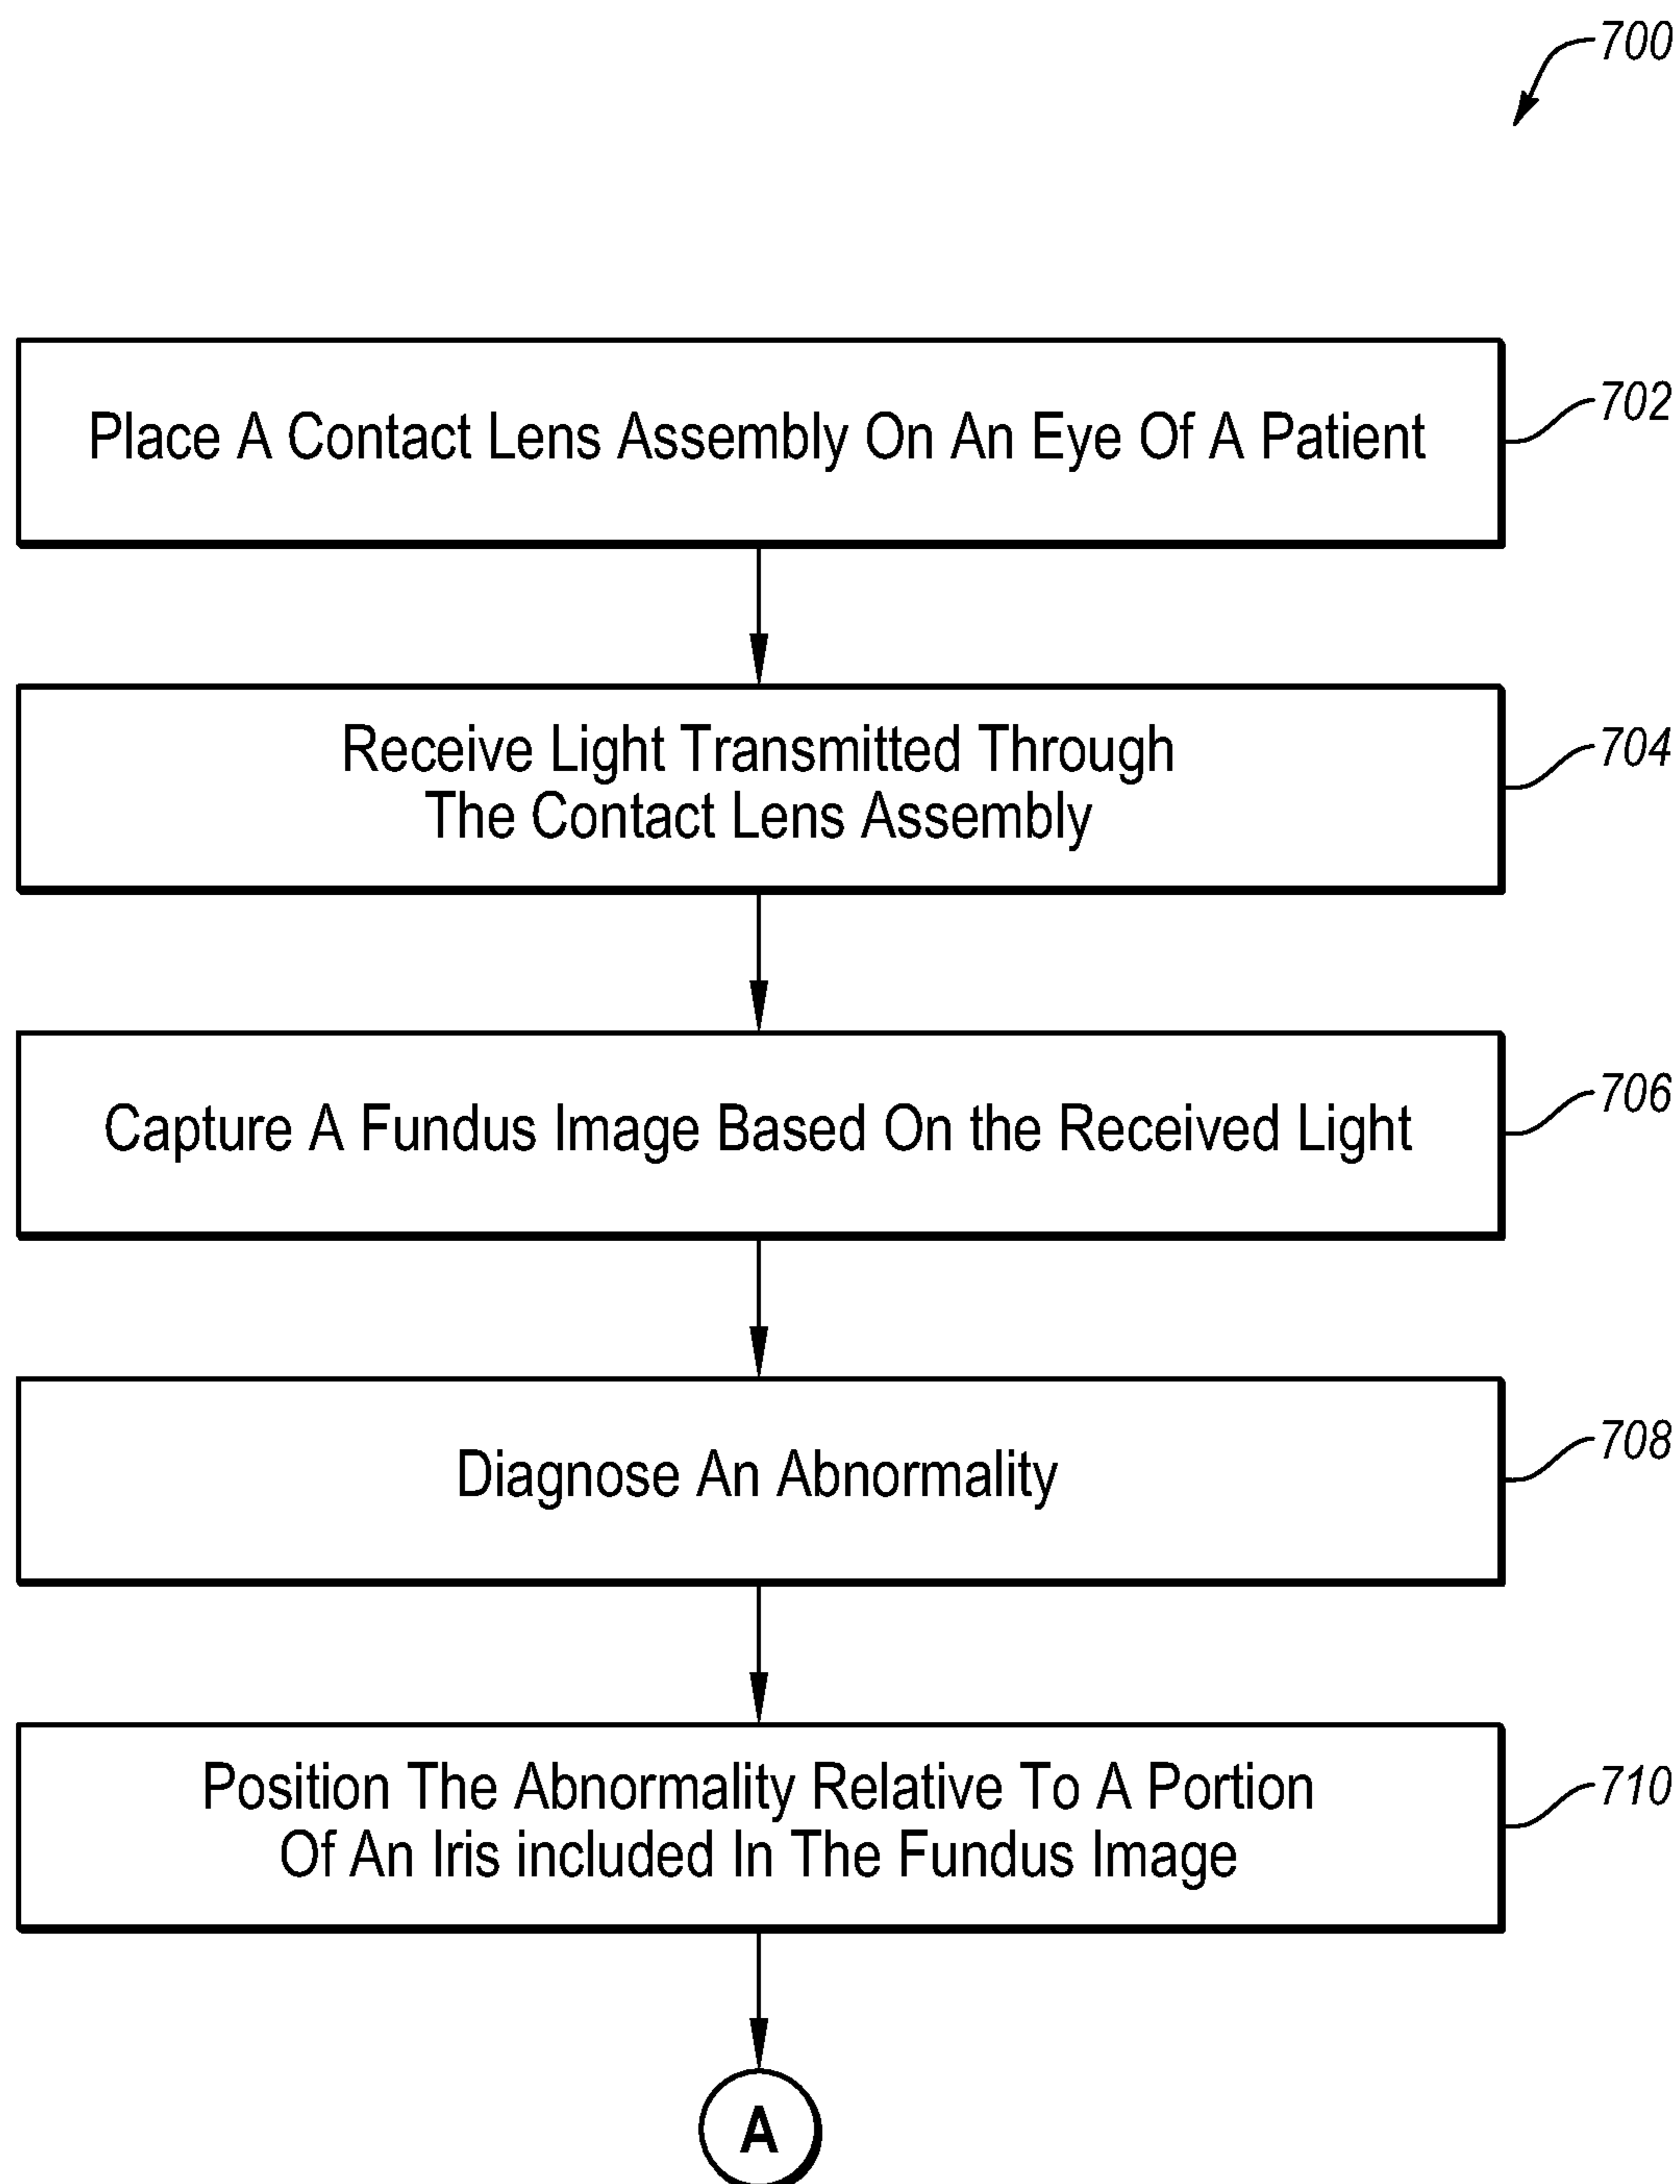 700
Place A Contact Lens Assembly On An Eye Of A Patient
702
Receive Light Transmitted Through
The Contact Lens Assembly
704
Capture A Fundus Image Based On the Received Light
706
Diagnose An Abnormality
708
Position The Abnormality Relative To A Portion
Of An Iris included In The Fundus Image
710
A